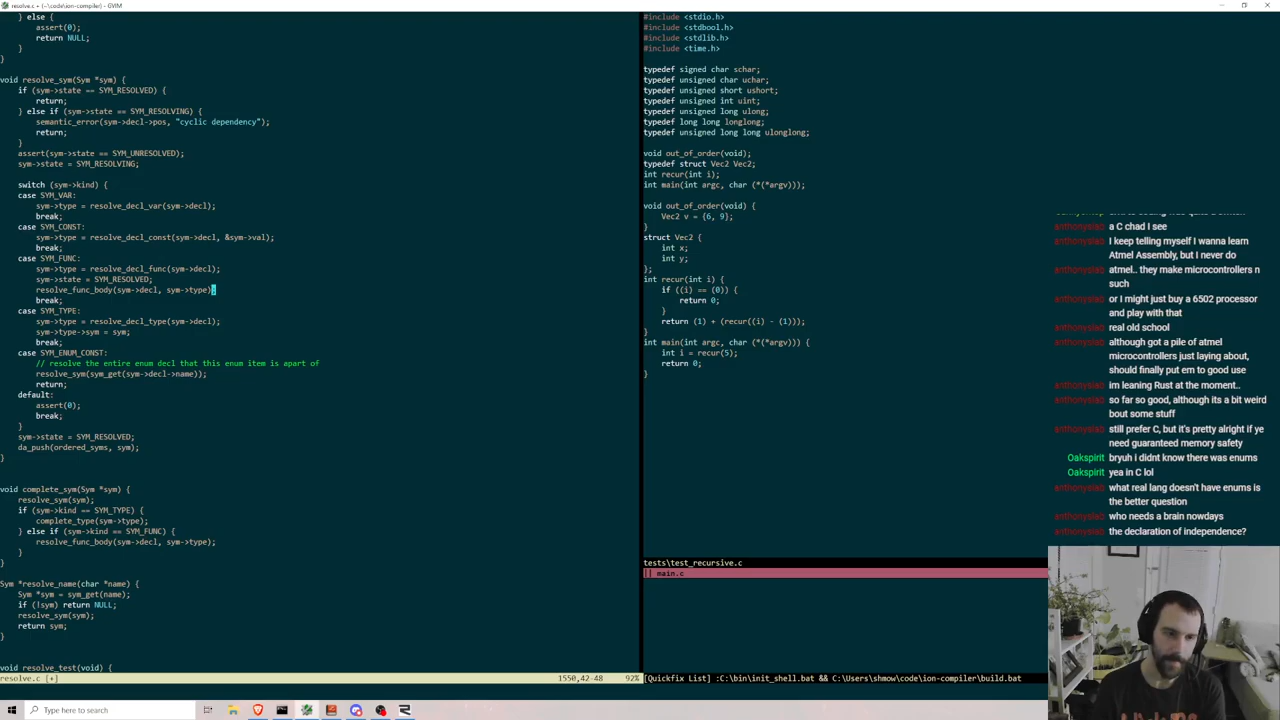 resolve.c + (~\code\ion-compiler) - GVIM
} else {
assert(0);
return NULL;
}
}
void resolve_sym(Sym *sym) {
if (sym->state == SYM_RESOLVED) {
return;
} else if (sym->state == SYM_RESOLVING) {
semantic_error(sym->decl->pos, "cyclic dependency");
return;
}
assert(sym->state == SYM_UNRESOLVED);
sym->state = SYM_RESOLVING;
switch (sym->kind) {
case SYM_VAR:
sym->type = resolve_decl_var(sym->decl);
break;
case SYM_CONST:
sym->type = resolve_decl_const(sym->decl, &sym->val);
break;
case SYM_FUNC:
sym->type = resolve_decl_func(sym->decl);
sym->state = SYM_RESOLVED;
resolve_func_body(sym->decl, sym->type);
break;
case SYM_TYPE:
sym->type = resolve_decl_type(sym->decl);
sym->type->sym = sym;
break;
case SYM_ENUM_CONST:
// resolve the entire enum decl that this enum item is apart of
resolve_sym(sym_get(sym->decl->name));
return;
default:
assert(0);
break;
}
sym->state = SYM_RESOLVED;
da_push(ordered_syms, sym);
}
void complete_sym(Sym *sym) {
resolve_sym(sym);
if (sym->kind == SYM_TYPE) {
complete_type(sym->type);
} else if (sym->kind == SYM_FUNC) {
resolve_func_body(sym->decl, sym->type);
}
}
Sym *resolve_name(char *name) {
Sym *sym = sym_get(name);
if (!sym) return NULL;
resolve_sym(sym);
return sym;
}
void resolve_test(void) {
resolve.c [+] 1550,42-48 92%
#include <stdio.h>
#include <stdbool.h>
#include <stdlib.h>
#include <time.h>
typedef signed char schar;
typedef unsigned char uchar;
typedef unsigned short ushort;
typedef unsigned int uint;
typedef unsigned long ulong;
typedef long long longlong;
typedef unsigned long long ulonglong;
void out_of_order(void);
typedef struct Vec2 Vec2;
int recur(int i);
int main(int argc, char (*(*argv)));
void out_of_order(void) {
Vec2 v = {6, 9};
}
struct Vec2 {
int x;
int y;
};
int recur(int i) {
if ((i) == (0)) {
return 0;
}
return (1) + (recur((i) - (1)));
}
int main(int argc, char (*(*argv))) {
int i = recur(5);
return 0;
}
tests\test_recursive.c
|| main.c
[Quickfix List] :C:\bin\init_shell.bat && C:\Users\shmow\code\ion-compiler\build.bat
anthonyslab a C chad I see
anthonyslab I keep telling myself I wanna learn
Atmel Assembly, but I never do
anthonyslab atmel.. they make microcontrollers n
such
anthonyslab or I might just buy a 6502 processor
and play with that
anthonyslab real old school
anthonyslab although got a pile of atmel
microcontrollers just laying about,
should finally put em to good use
anthonyslab im leaning Rust at the moment..
anthonyslab so far so good, although its a bit weird
bout some stuff
anthonyslab still prefer C, but it's pretty alright if ye
need guaranteed memory safety
Oakspirit bryuh i didnt know there was enums
Oakspirit yea in C lol
anthonyslab what real lang doesn't have enums is
the better question
anthonyslab who needs a brain nowdays
anthonyslab the declaration of independence?
Type here to search